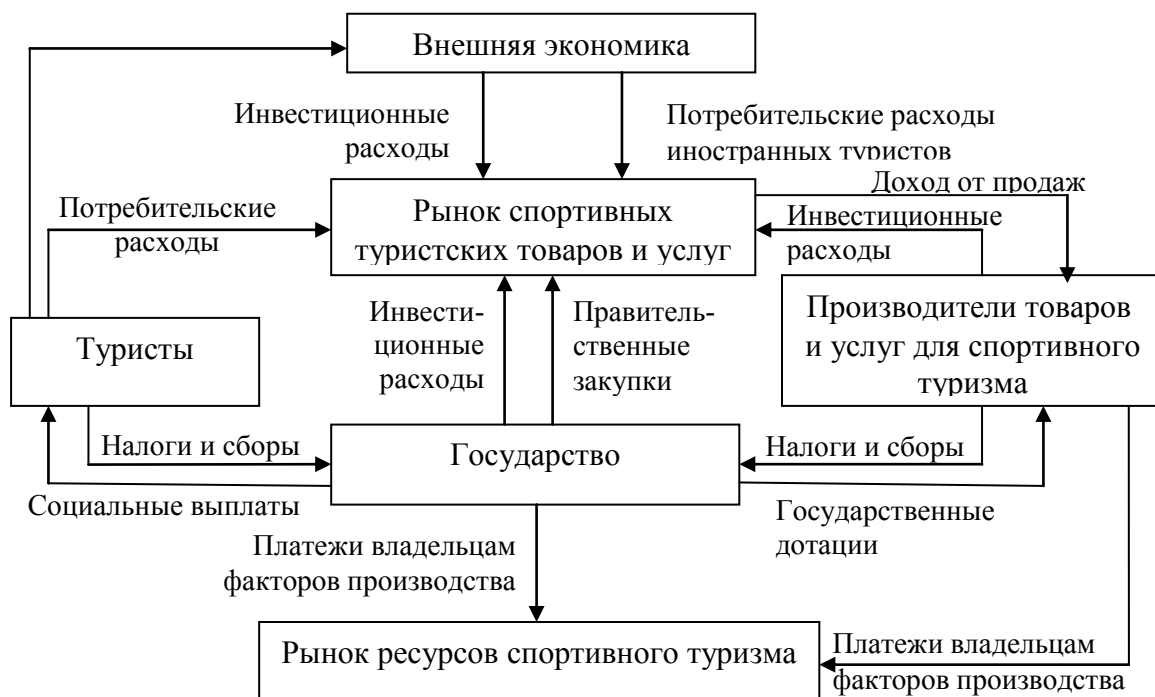 Внешняя экономика
Инвестиционные
расходы
Потребительские расходы
иностранных туристов
Доход от продаж
Потребительские
расходы
Рынок спортивных
туристских товаров и услуг
Инвестиционные
расходы
Туристы
Инвести-
ционные
расходы
Правитель-
ственные
закупки
Производители товаров
и услуг для спортивного
туризма
Налоги и сборы
Государство
Налоги и сборы
Социальные выплаты
Государственные
дотации
Платежи владельцам
факторов производства
Рынок ресурсов спортивного туризма
Платежи владельцам
факторов производства